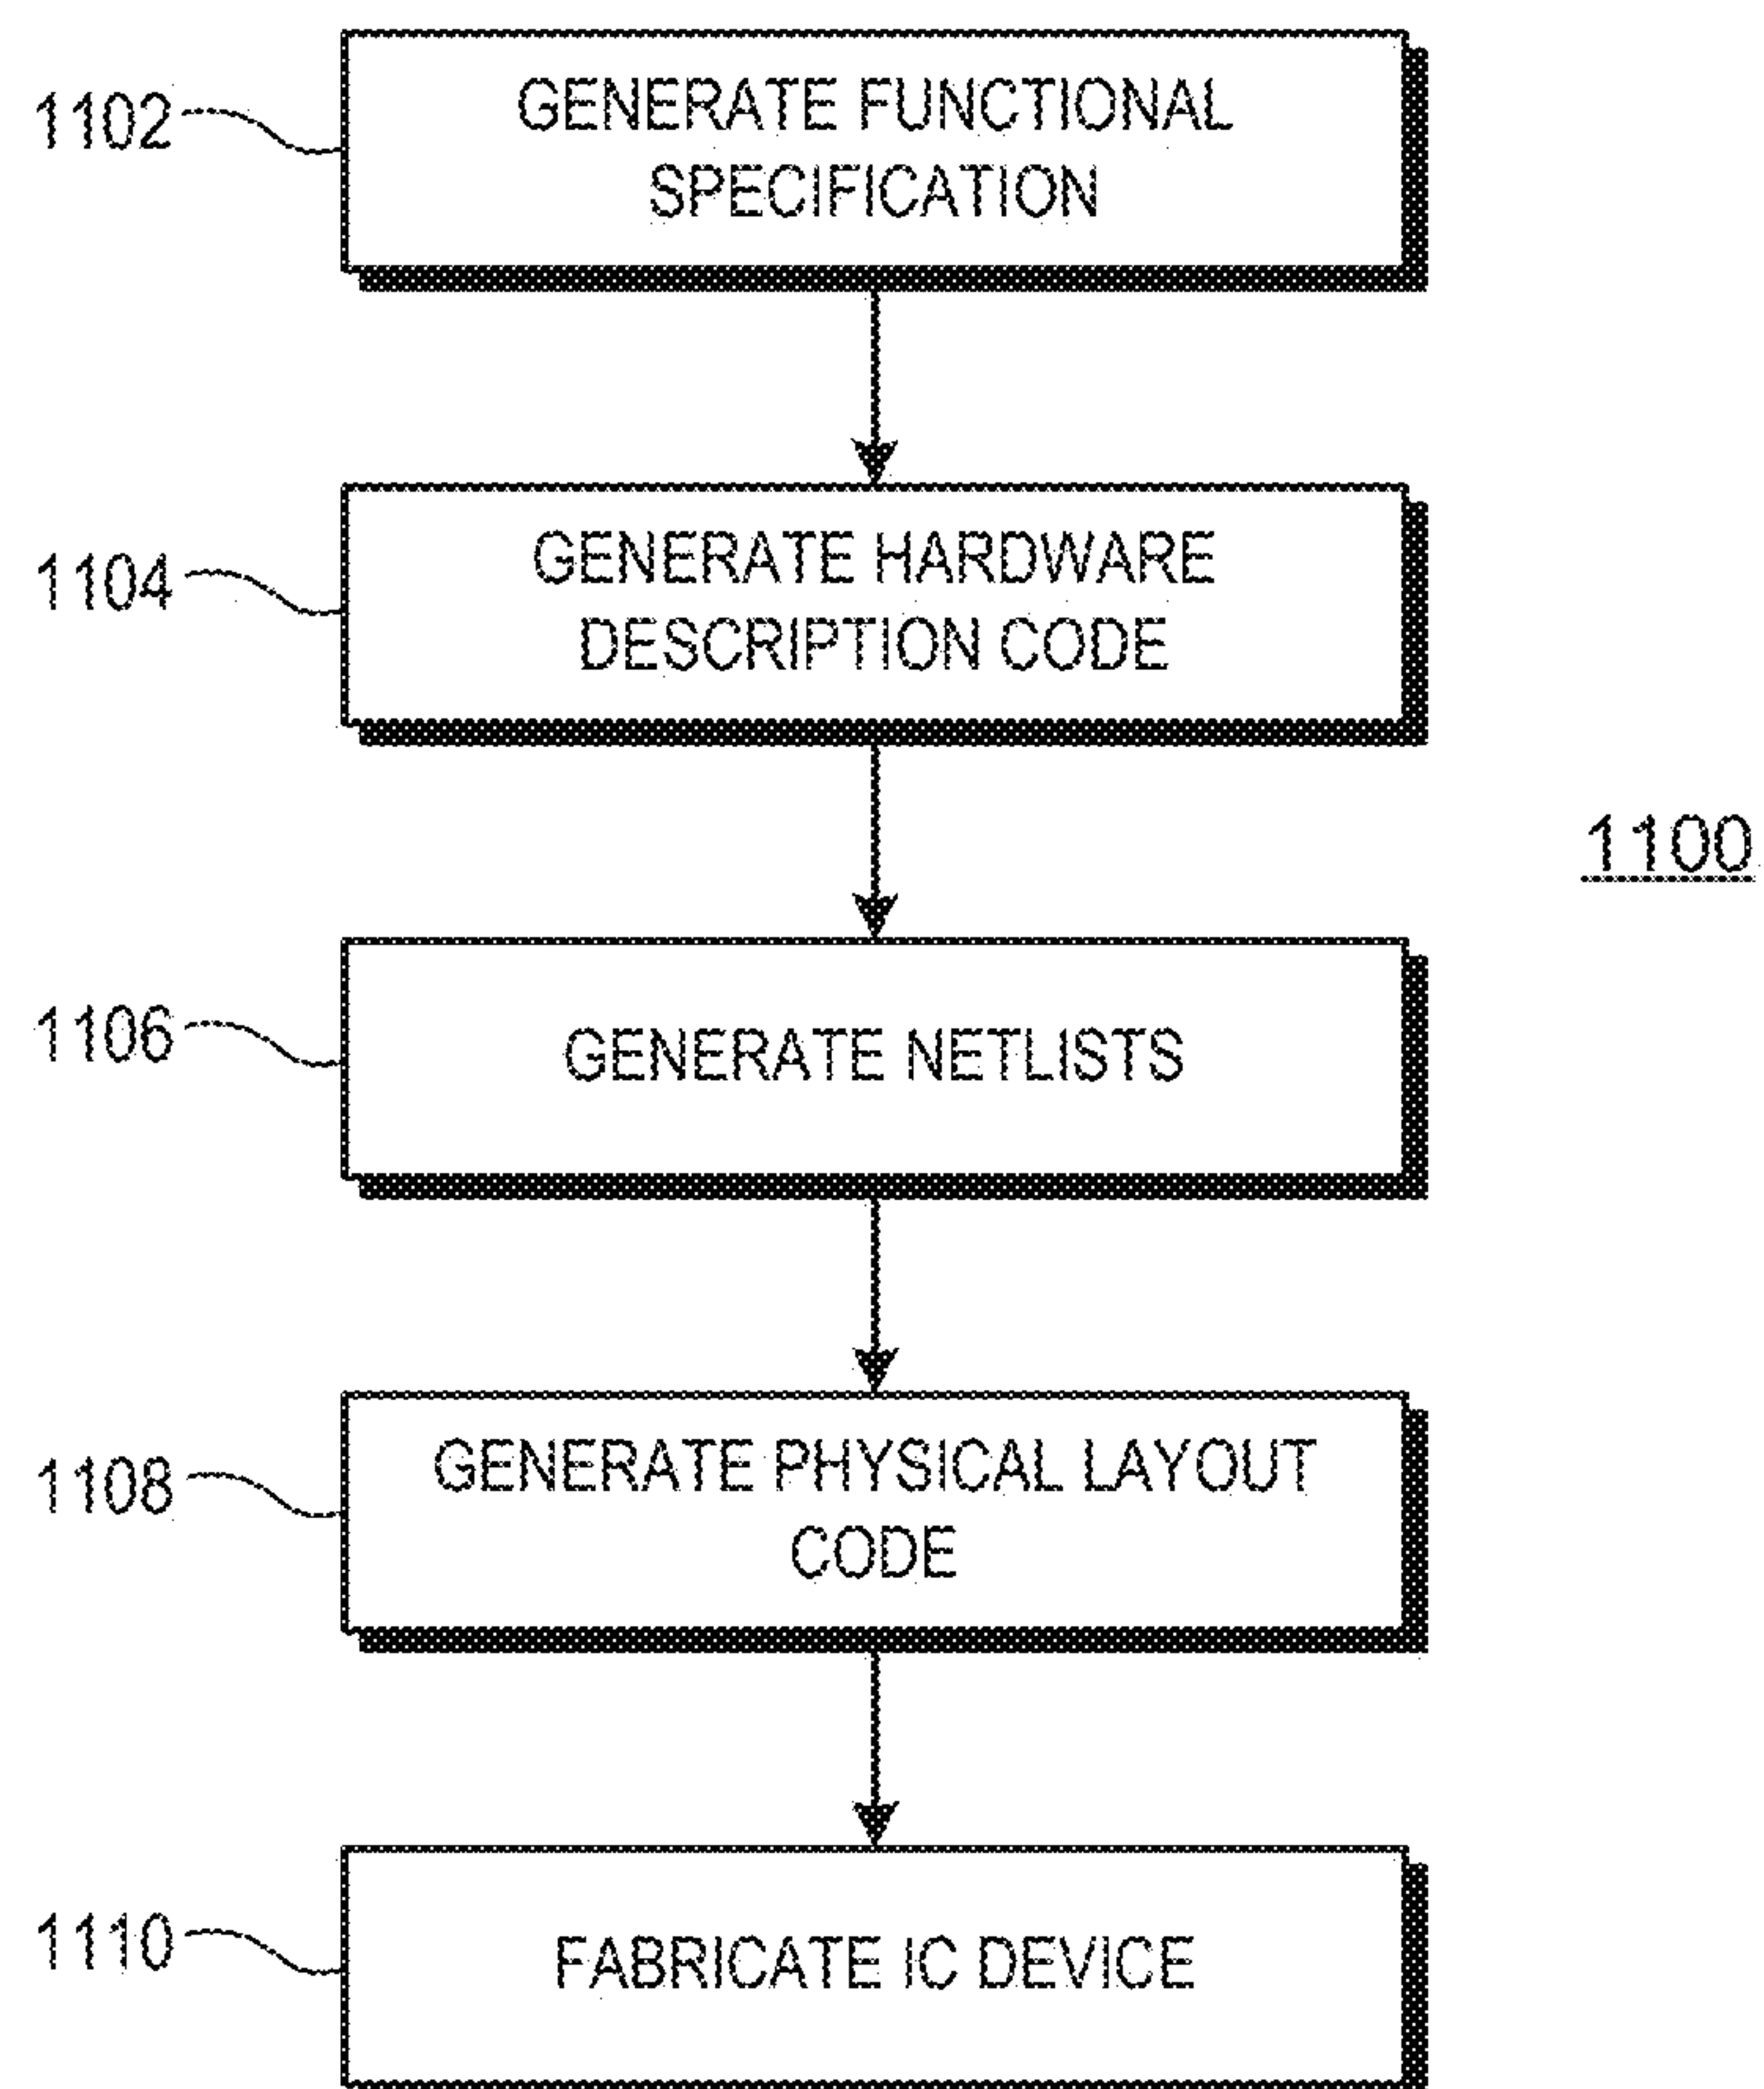 1102
GENERATE FUNCTIONAL
SPECIFICATION
1104
GENERATE HARDWARE
DESCRIPTION CODE
1100
1106
GENERATE NETLISTS
1108
GENERATE PHYSICAL LAYOUT
CODE
1110
FABRICATE IC DEVICE